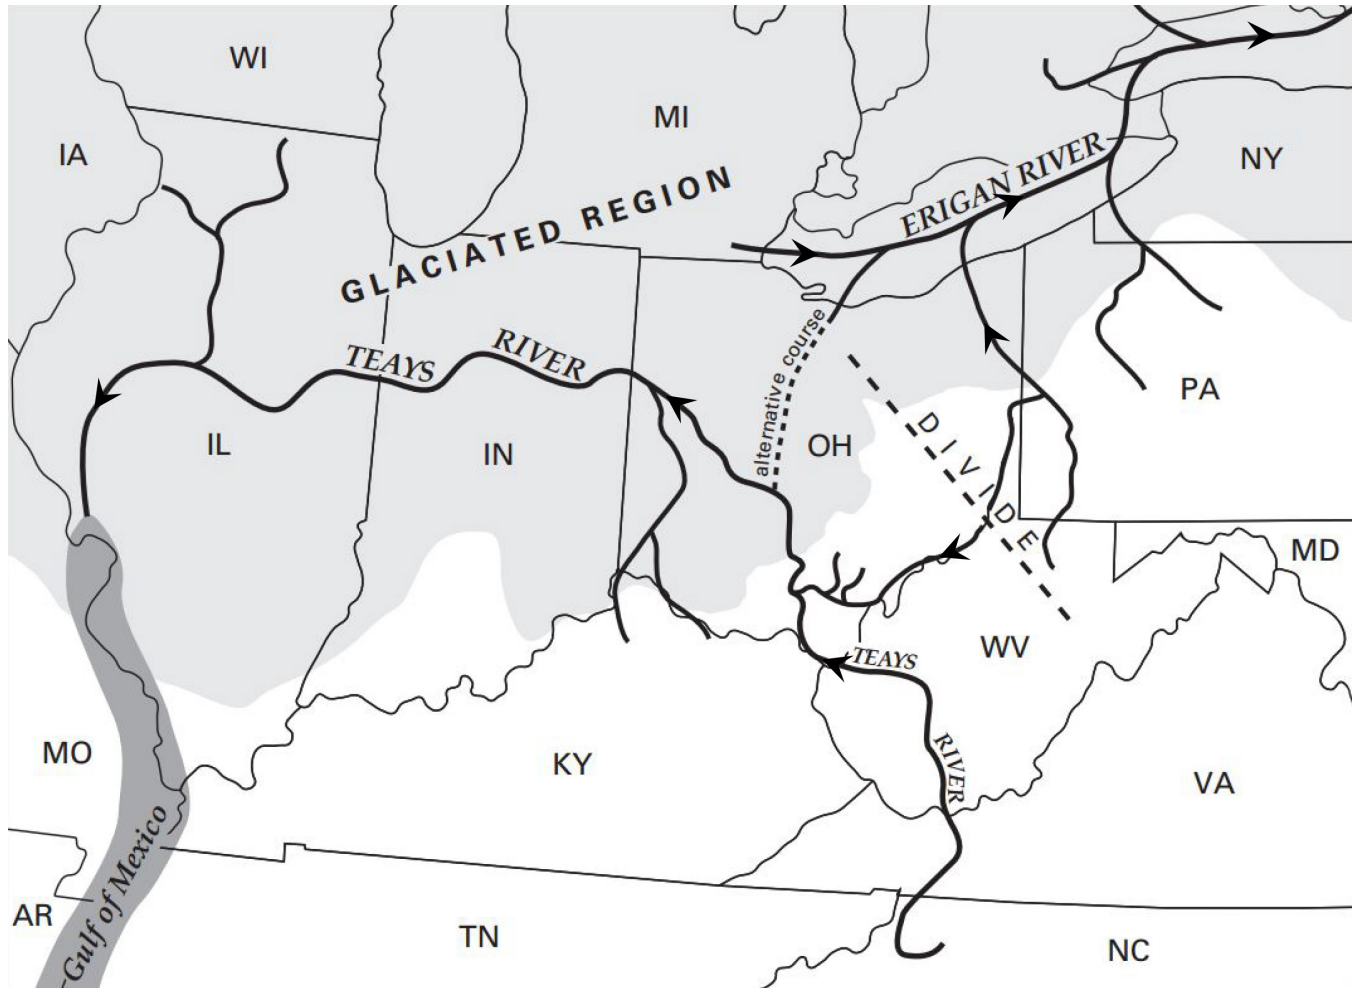 WI
MI
IA
NY
ERIGAN RIVER
GLACIATED REGION
TEAYS
RIVER
alternative course
PA
IL
IN
OH
DIVIDE
MD
WV
TEAYS
RIVER
MO
KY
VA
Gulf of Mexico
AR
TN
NC